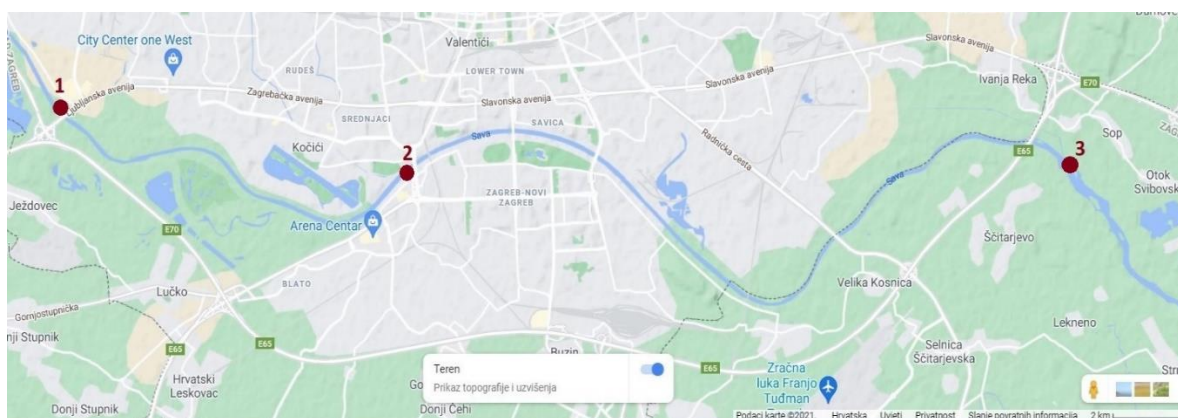 City Center one West
Valentići
Slavonska avenija
Darnovec
RUDEŠ
LOWER TOWN
Slavonska avenija
Ivanja Reka
E65
E70
1
Ljubljanska avenija
Zagrebačka avenija
Slavonska avenija
ZAGREB
SREDNJACI
SAVICA
Sop
Kočići
2
Sava
Radnička cesta
E65
3
Otok
Svibovski
Sava
ZAGREB-NOVI
ZAGREB
Ježdovec
E70
Arena Centar
Ščitarjevo
BLATO
Velika Kosnica
Lučko
Gornjostupnička
Donji Stupnik
E65
E65
E65
Lekneno
Buzin
Selnica
Ščitarjevska
Teren
Prikaz topografije i uzvišenja
Hrvatski
Leskovac
Zračna
luka Franjo
Tuđman
Donji Stupnik
Donji Čehi
Podaci karte ©2021
Hrvatska
Uvjeti
Privatnost
Slanje povratnih informacija
2 km